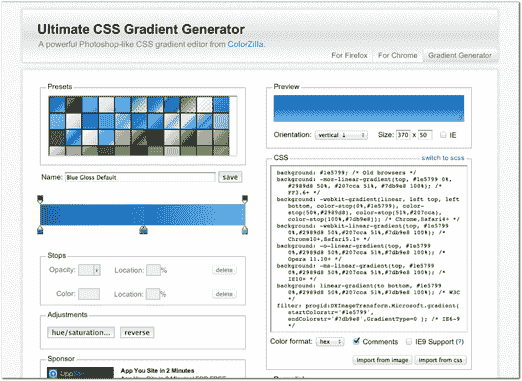 Ultimate CSS Gradient Generator
A powerful Photoshop-like CSS gradient editor from ColorZilla.
For Firefox For Chrome Gradient Generator
Presets
Name: Blue Gloss Default save
Stops
Opacity: Location: % delete
Color: Location: % delete
Adjustments
hue/saturation... reverse
Sponsor
App You Site in 2 Minutes
Preview
Orientation: vertical ↓ Size: 370 x 50 IE
CSS switch to scss
background: #1e5799; /* Old browsers */
background: -moz-linear-gradient(top, #1e5799 0%,
#2989d8 50%, #207cca 51%, #7db9e8 100%); /*
FF3.6+ */
background: -webkit-gradient(linear, left top, left
bottom, color-stop(0%,#1e5799), color-
stop(50%,#2989d8), color-stop(51%,#207cca),
color-stop(100%,#7db9e8)); /* Chrome,Safari4+ */
background: -webkit-linear-gradient(top, #1e5799
0%,#2989d8 50%,#207cca 51%,#7db9e8 100%); /*
Chrome10+,Safari5.1+ */
background: -o-linear-gradient(top, #1e5799
0%,#2989d8 50%,#207cca 51%,#7db9e8 100%); /*
Opera 11.10+ */
background: -ms-linear-gradient(top, #1e5799
0%,#2989d8 50%,#207cca 51%,#7db9e8 100%); /*
IE10+ */
background: linear-gradient(to bottom, #1e5799
0%,#2989d8 50%,#207cca 51%,#7db9e8 100%); /* W3C
*/
filter: progid:DXImageTransform.Microsoft.gradient(
startColorstr='#1e5799',
endColorstr='#7db9e8',GradientType=0 ); /* IE6-9
*/
Color format: hex Comments IE9 Support (?)
import from image import from css